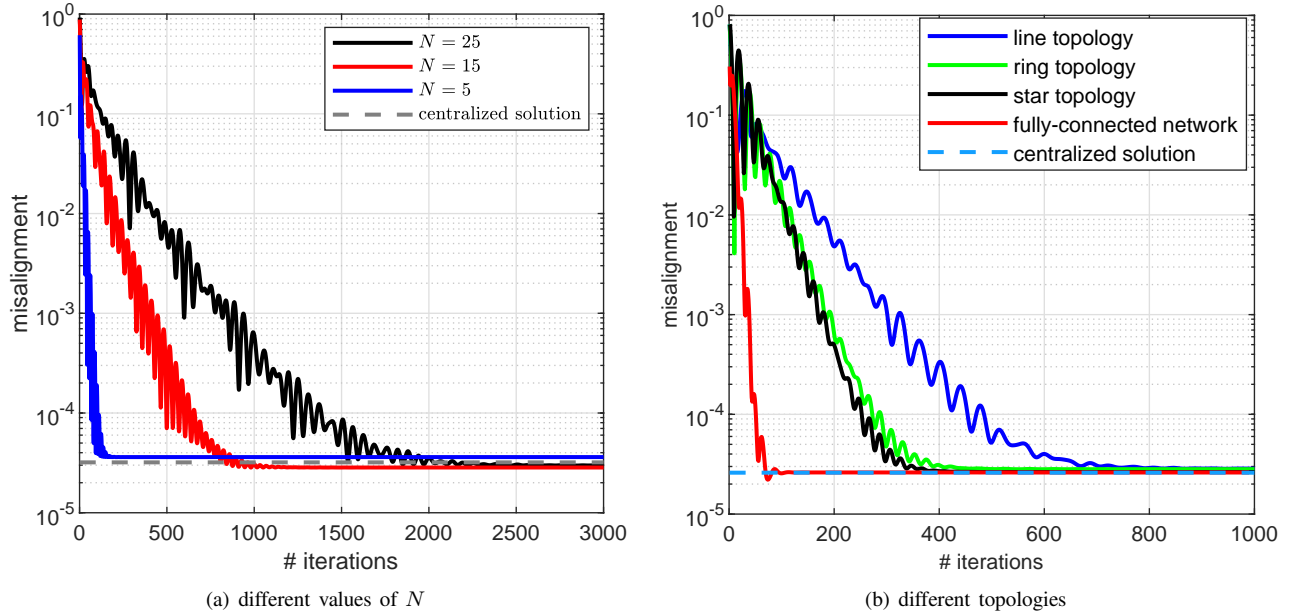 10^0
10^-1
10^-2
10^-3
10^-4
10^-5
misalignment
N = 25
N = 15
N = 5
centralized solution
0 500 1000 1500 2000 2500 3000
# iterations
(a) different values of N
10^0
10^-1
10^-2
10^-3
10^-4
10^-5
misalignment
line topology
ring topology
star topology
fully-connected network
centralized solution
0 200 400 600 800 1000
# iterations
(b) different topologies